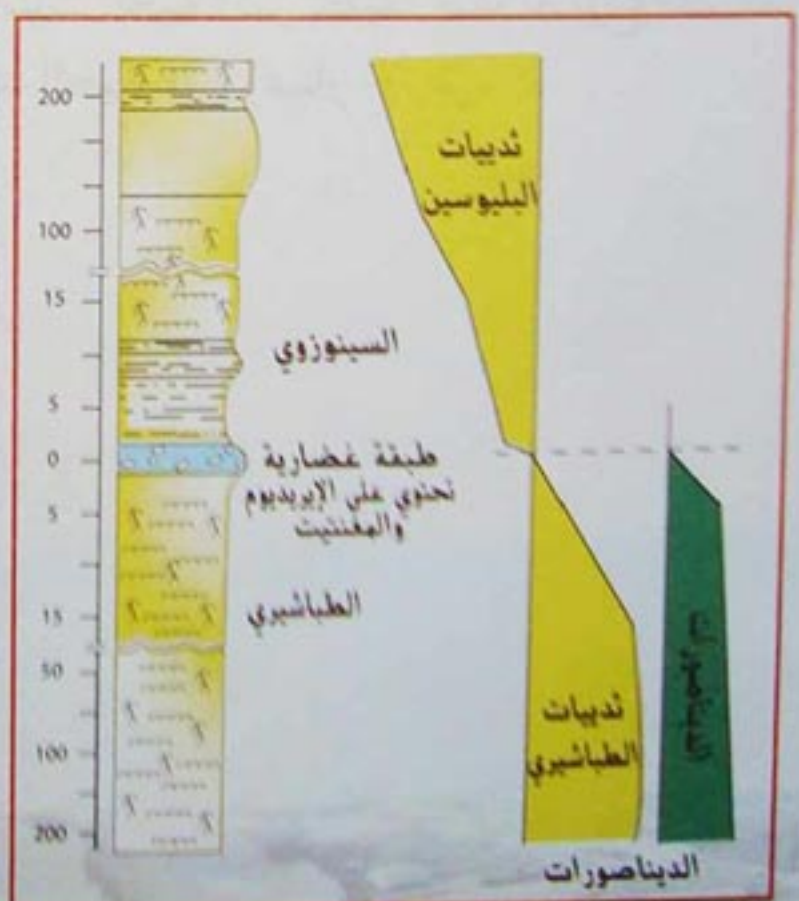 200
100
15
5
0
5
15
50
100
200
ثدييات
البليوسين
السينوزوي
طبقة غضارية
تحتوي على الإيريديوم
والمغنتيت
الطباشيري
ثدييات
الطباشيري
الديناصورات
الديناصورات